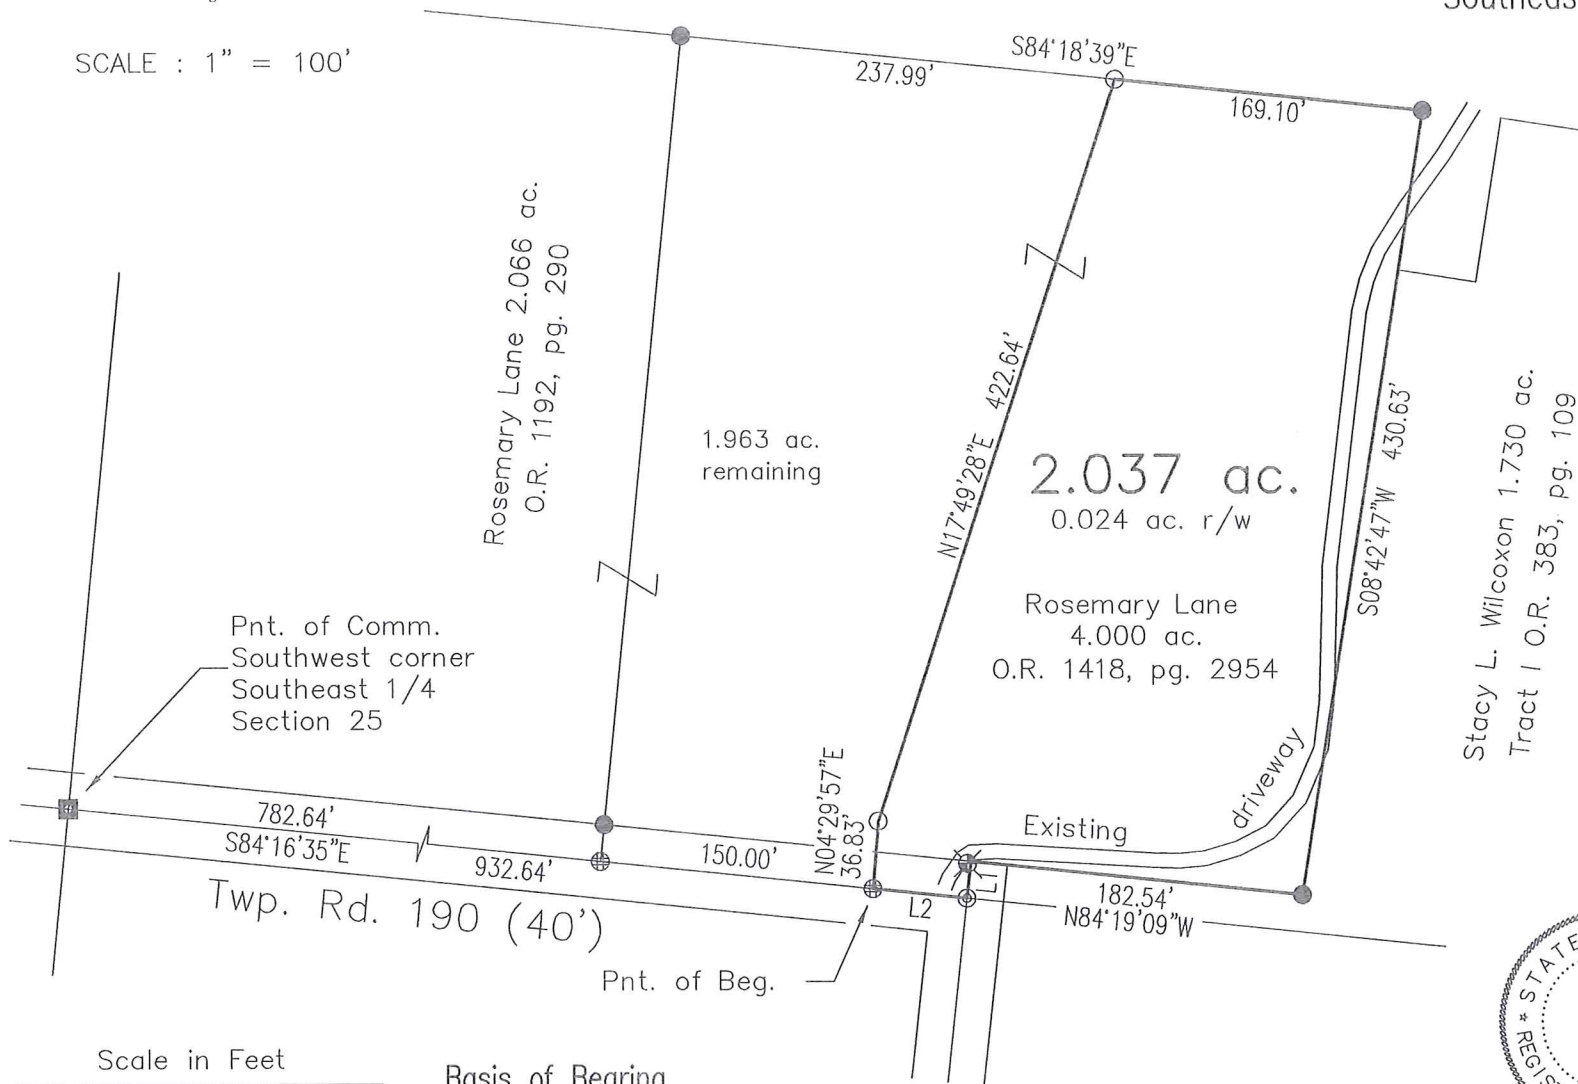 SCALE : 1" = 100'
S84°18'39"E
237.99'
169.10'
Rosemary Lane 2.066 ac.
O.R. 1192, pg. 290
1.963 ac.
remaining
N17°49'28"E 422.64'
2.037 ac.
0.024 ac. r/w
Rosemary Lane
4.000 ac.
O.R. 1418, pg. 2954
S08°42'47"W 430.63'
Stacy L. Wilcoxon 1.730 ac.
Tract I O.R. 383, pg. 109
Pnt. of Comm.
Southwest corner
Southeast 1/4
Section 25
782.64'
S84°16'35"E
932.64'
150.00'
N04°29'57"E
36.83'
Existing
driveway
L1
L2
182.54'
N84°19'09"W
Twp. Rd. 190 (40')
Pnt. of Beg.
Scale in Feet
Basis of Bearing
STATE